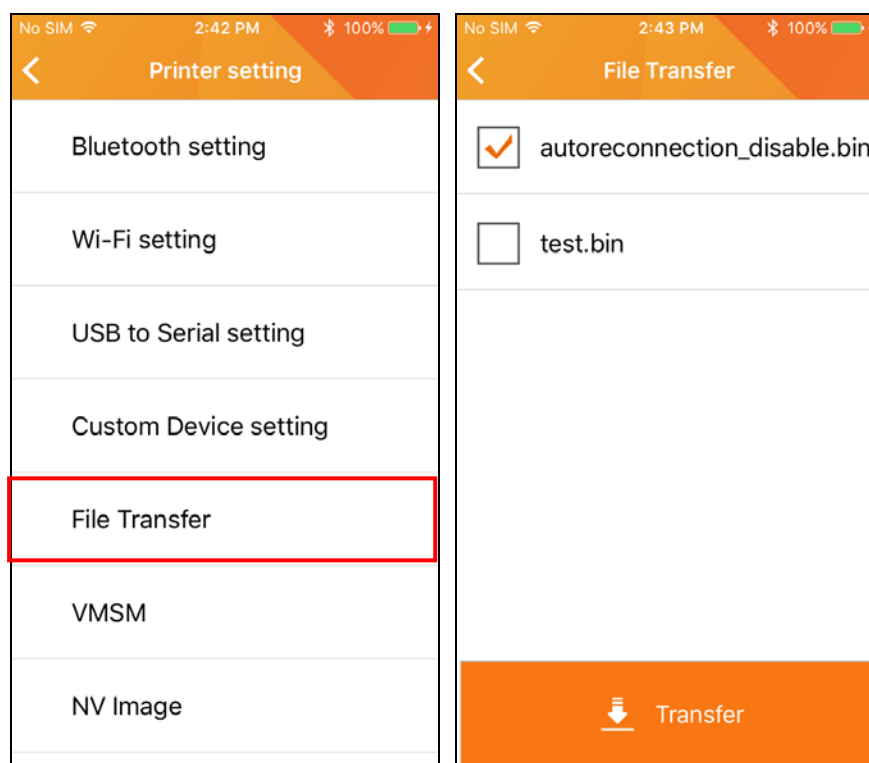 No SIM 2:42 PM 100%
Printer setting
Bluetooth setting
Wi-Fi setting
USB to Serial setting
Custom Device setting
File Transfer
VMSM
NV Image
No SIM 2:43 PM 100%
File Transfer
autoreconnection_disable.bin
test.bin
Transfer